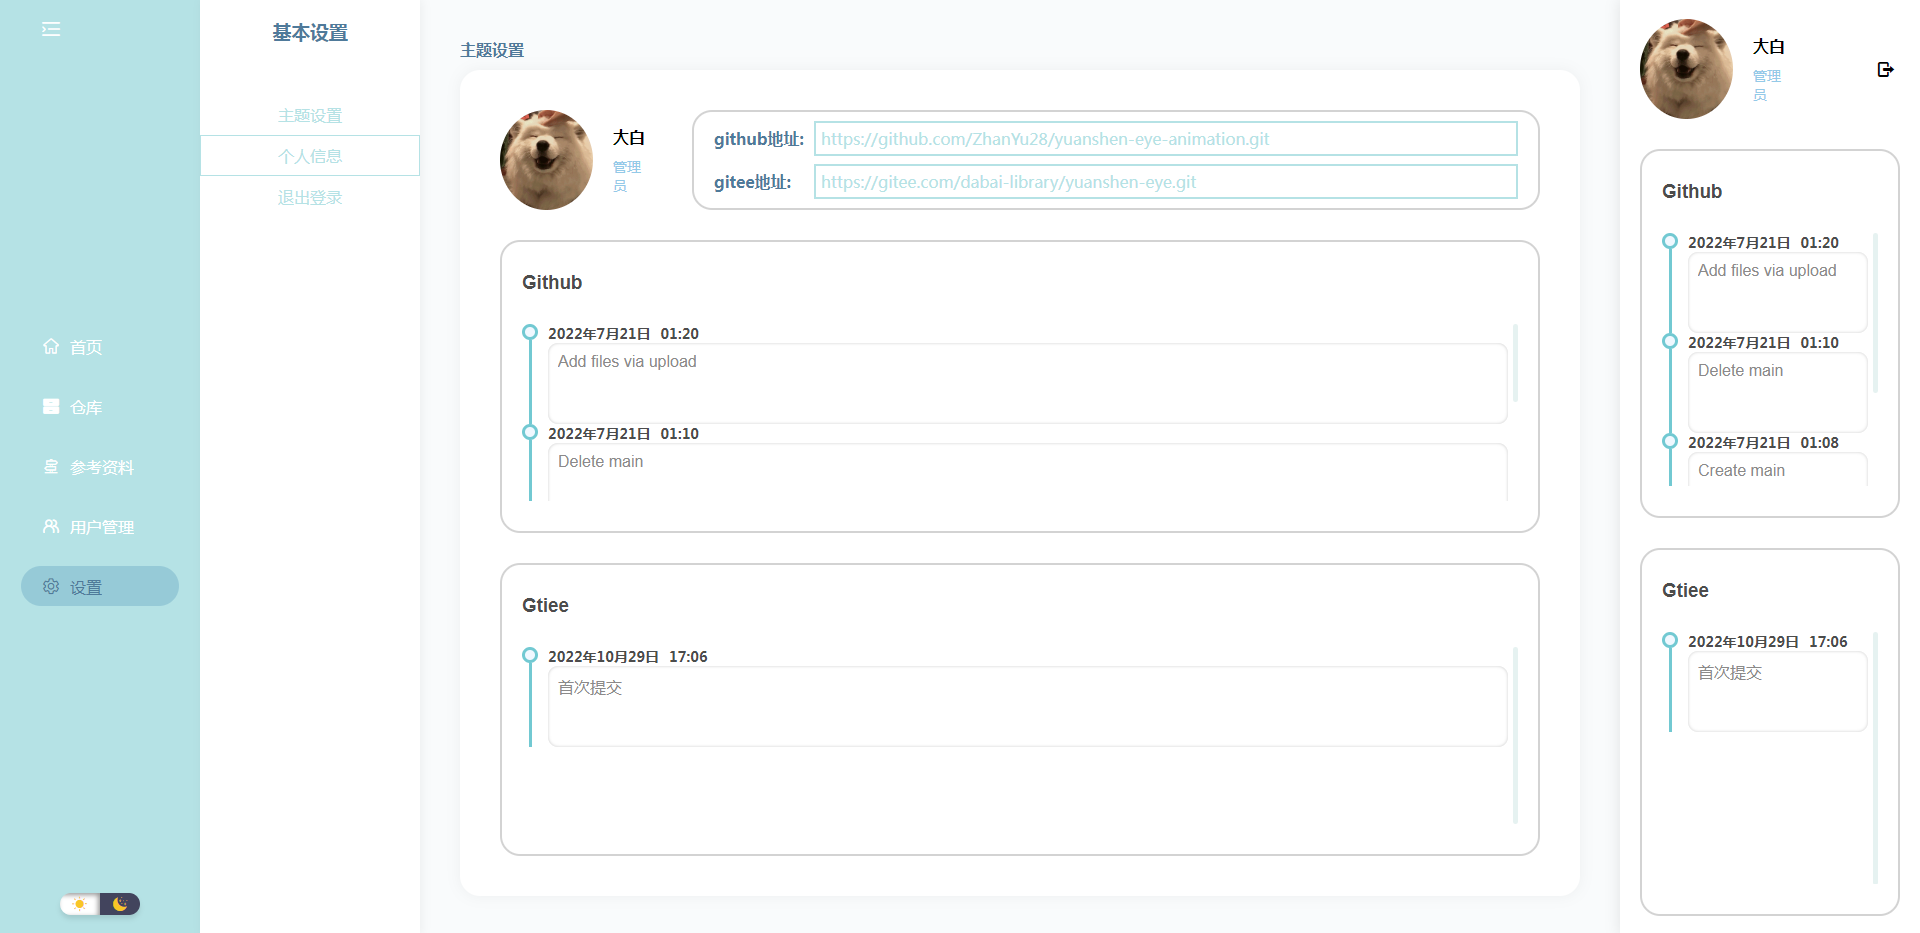 首页
仓库
参考资料
用户管理
设置
基本设置
主题设置
个人信息
退出登录
主题设置
大白
管理
员
github地址:
https://github.com/ZhanYu28/yuanshen-eye-animation.git
gitee地址:
https://gitee.com/dabai-library/yuanshen-eye.git
Github
2022年7月21日 01:20
Add files via upload
2022年7月21日 01:10
Delete main
Gtiee
2022年10月29日 17:06
首次提交
大白
管理
员
Github
2022年7月21日 01:20
Add files via upload
2022年7月21日 01:10
Delete main
2022年7月21日 01:08
Create main
Gtiee
2022年10月29日 17:06
首次提交